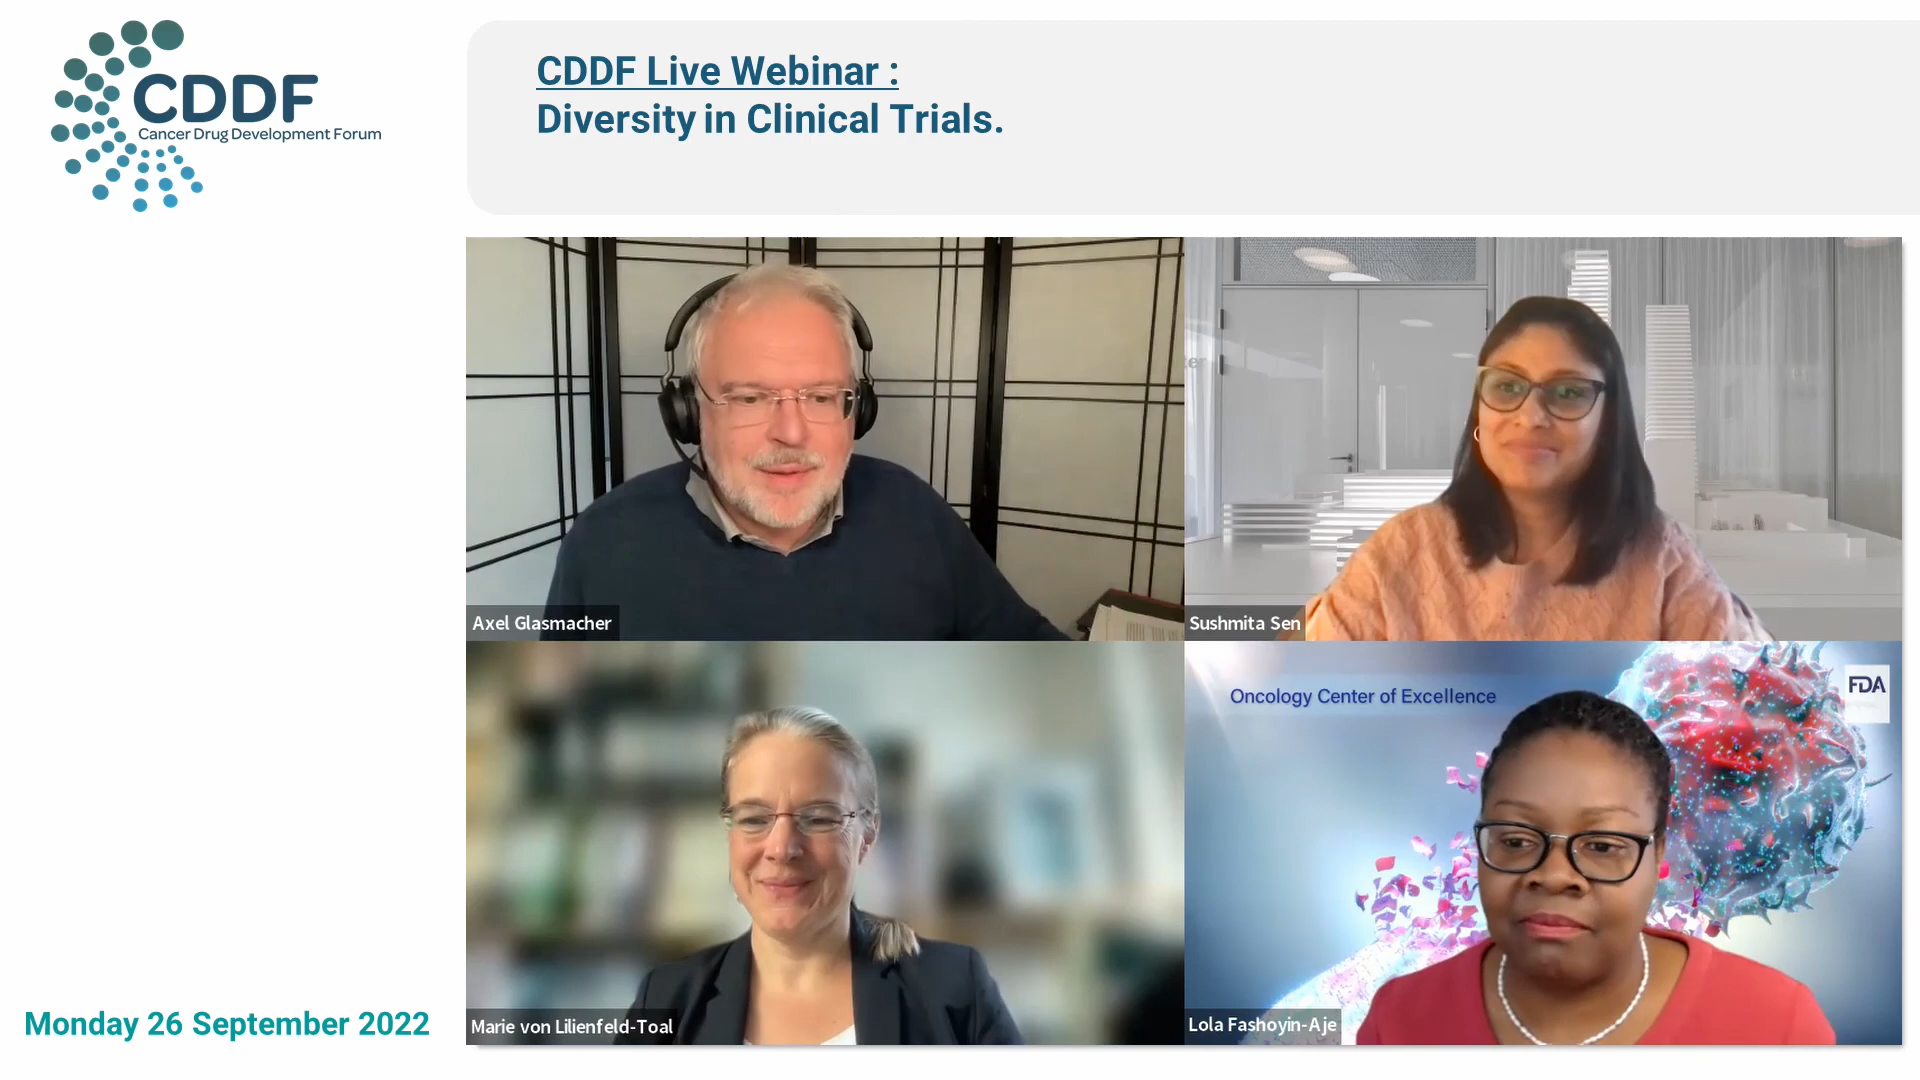 CDDF
Cancer Drug Development Forum
CDDF Live Webinar :
Diversity in Clinical Trials.
Axel Glasmacher
er
Sushmita Sen
Oncology Center of Excellence
FDA
Marie von Lilienfeld-Toal
Lola Fashoyin-Aje
Monday 26 September 2022